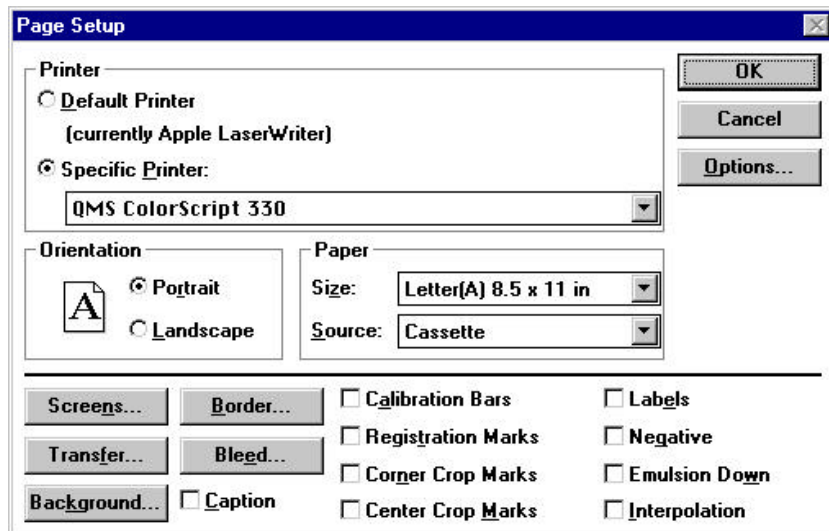 Page Setup
Printer
Default Printer
(currently Apple LaserWriter)
Specific Printer:
QMS ColorScript 330
OK
Cancel
Options...
Orientation
A
Portrait
Landscape
Paper
Size: Letter(A) 8.5 x 11 in
Source: Cassette
Screens... Border... Calibration Bars Labels
Registration Marks Negative
Transfer... Bleed... Corner Crop Marks Emulsion Down
Background... Caption Center Crop Marks Interpolation